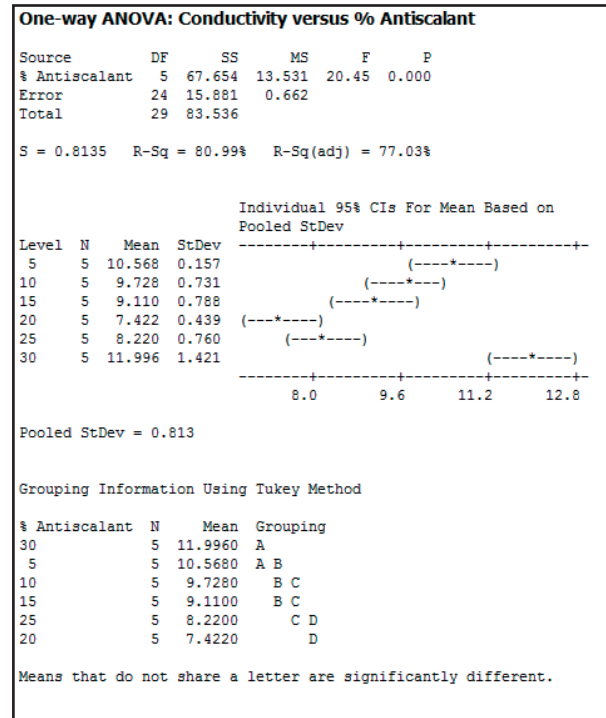 One-way ANOVA: Conductivity versus % Antiscalant
Source DF SS MS F P
% Antiscalant 5 67.654 13.531 20.45 0.000
Error 24 15.881 0.662
Total 29 83.536
S = 0.8135 R-Sq = 80.99% R-Sq(adj) = 77.03%
Individual 95% CIs For Mean Based on
Pooled StDev
Level N Mean StDev --------+---------+---------+---------+-
5 5 10.568 0.157 (----*----)
10 5 9.728 0.731 (----*---)
15 5 9.110 0.788 (----*----)
20 5 7.422 0.439 (---*----)
25 5 8.220 0.760 (---*----)
30 5 11.996 1.421 (----*----)
--------+---------+---------+---------+-
8.0 9.6 11.2 12.8
Pooled StDev = 0.813
Grouping Information Using Tukey Method
% Antiscalant N Mean Grouping
30 5 11.9960 A
5 5 10.5680 A B
10 5 9.7280 B C
15 5 9.1100 B C
25 5 8.2200 C D
20 5 7.4220 D
Means that do not share a letter are significantly different.